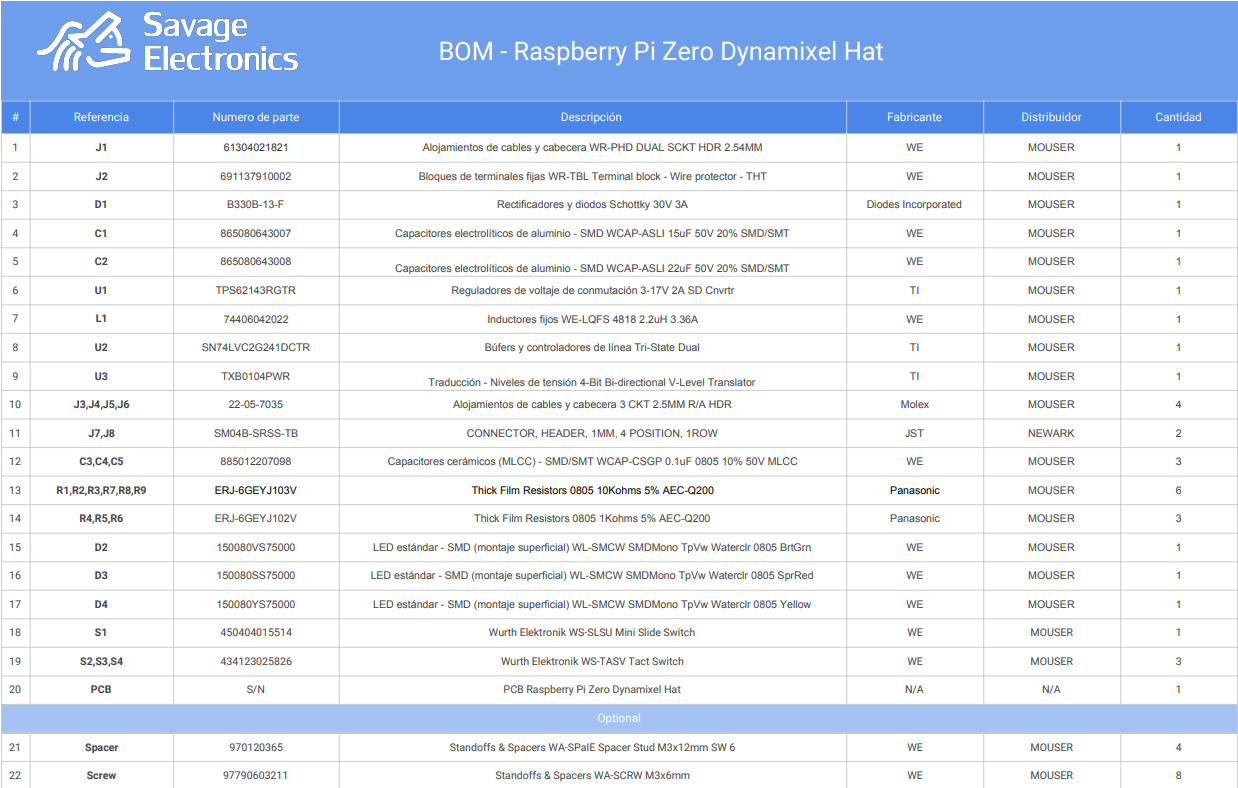 Savage
Electronics
BOM - Raspberry Pi Zero Dynamixel Hat
# Referencia Numero de parte Descripción Fabricante Distribuidor Cantidad
1 J1 61304021821 Alojamientos de cables y cabecera WR-PHD DUAL SCKT HDR 2.54MM WE MOUSER 1
2 J2 691137910002 Bloques de terminales fijas WR-TBL Terminal block - Wire protector - THT WE MOUSER 1
3 D1 B330B-13-F Rectificadores y diodos Schottky 30V 3A Diodes Incorporated MOUSER 1
4 C1 865080643007 Capacitores electrolíticos de aluminio - SMD WCAP-ASLI 15uF 50V 20% SMD/SMT WE MOUSER 1
5 C2 865080643008 Capacitores electrolíticos de aluminio - SMD WCAP-ASLI 22uF 50V 20% SMD/SMT WE MOUSER 1
6 U1 TPS62143RGTR Reguladores de voltaje de conmutación 3-17V 2A SD Cnvrtr TI MOUSER 1
7 L1 74406042022 Inductores fijos WE-LQFS 4818 2.2uH 3.36A WE MOUSER 1
8 U2 SN74LVC2G241DCTR Búfers y controladores de línea Tri-State Dual TI MOUSER 1
9 U3 TXB0104PWR Traducción - Niveles de tensión 4-Bit Bi-directional V-Level Translator TI MOUSER 1
10 J3,J4,J5,J6 22-05-7035 Alojamientos de cables y cabecera 3 CKT 2.5MM R/A HDR Molex MOUSER 4
11 J7,J8 SM04B-SRSS-TB CONNECTOR, HEADER, 1MM, 4 POSITION, 1ROW JST NEWARK 2
12 C3,C4,C5 885012207098 Capacitores cerámicos (MLCC) - SMD/SMT WCAP-CSGP 0.1uF 0805 10% 50V MLCC WE MOUSER 3
13 R1,R2,R3,R7,R8,R9 ERJ-6GEYJ103V Thick Film Resistors 0805 10Kohms 5% AEC-Q200 Panasonic MOUSER 6
14 R4,R5,R6 ERJ-6GEYJ102V Thick Film Resistors 0805 1Kohms 5% AEC-Q200 Panasonic MOUSER 3
15 D2 150080VS75000 LED estándar - SMD (montaje superficial) WL-SMCW SMDMono TpVw Waterclr 0805 BrtGrn WE MOUSER 1
16 D3 150080SS75000 LED estándar - SMD (montaje superficial) WL-SMCW SMDMono TpVw Waterclr 0805 SprRed WE MOUSER 1
17 D4 150080YS75000 LED estándar - SMD (montaje superficial) WL-SMCW SMDMono TpVw Waterclr 0805 Yellow WE MOUSER 1
18 S1 450404015514 Wurth Elektronik WS-SLSU Mini Slide Switch WE MOUSER 1
19 S2,S3,S4 434123025826 Wurth Elektronik WS-TASV Tact Switch WE MOUSER 3
20 PCB S/N PCB Raspberry Pi Zero Dynamixel Hat N/A N/A 1
Optional
21 Spacer 970120365 Standoffs & Spacers WA-SPaIE Spacer Stud M3x12mm SW 6 WE MOUSER 4
22 Screw 97790603211 Standoffs & Spacers WA-SCRW M3x6mm WE MOUSER 8